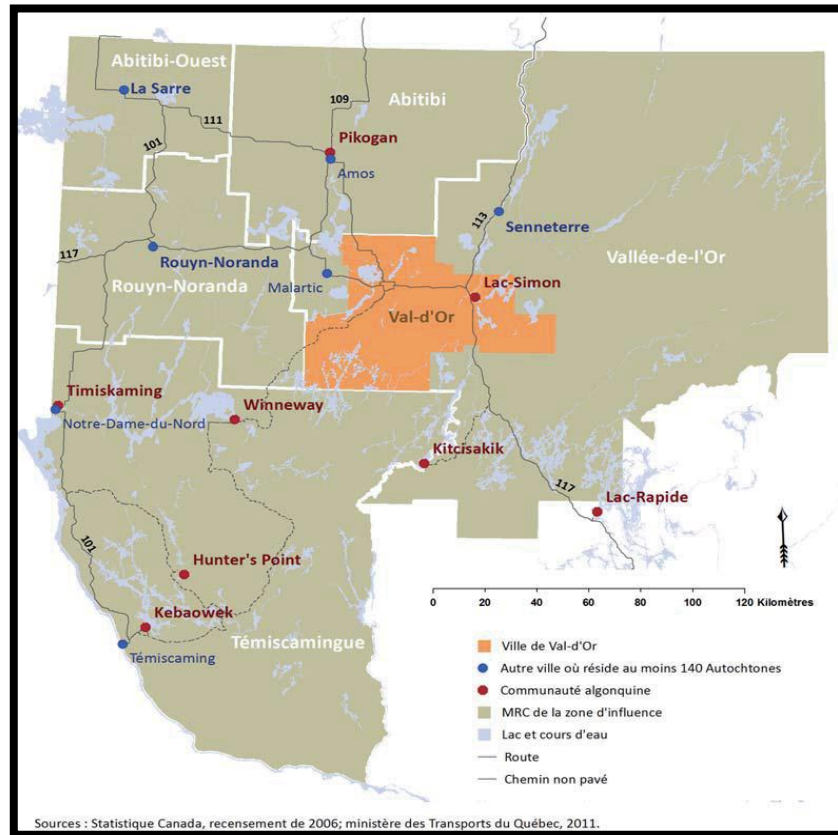 Abitibi-Ouest
La Sarre
Abitibi
109
111
101
Pikogan
Amos
Senneterre
113
117
Rouyn-Noranda
Vallée-de-l'Or
Rouyn-Noranda
Malartic
Lac-Simon
Val-d'Or
Timiskaming
Winneway
Notre-Dame-du-Nord
Kitcisakik
117
Lac-Rapide
101
Hunter's Point
Kebaowek
Témiscamingue
Témiscaming
0 20 40 60 80 100 120 Kilomètres
Ville de Val-d'Or
Autre ville où réside au moins 140 Autochtones
Communauté algonquine
MRC de la zone d'influence
Lac et cours d'eau
Route
Chemin non pavé
Sources : Statistique Canada, recensement de 2006; ministère des Transports du Québec, 2011.